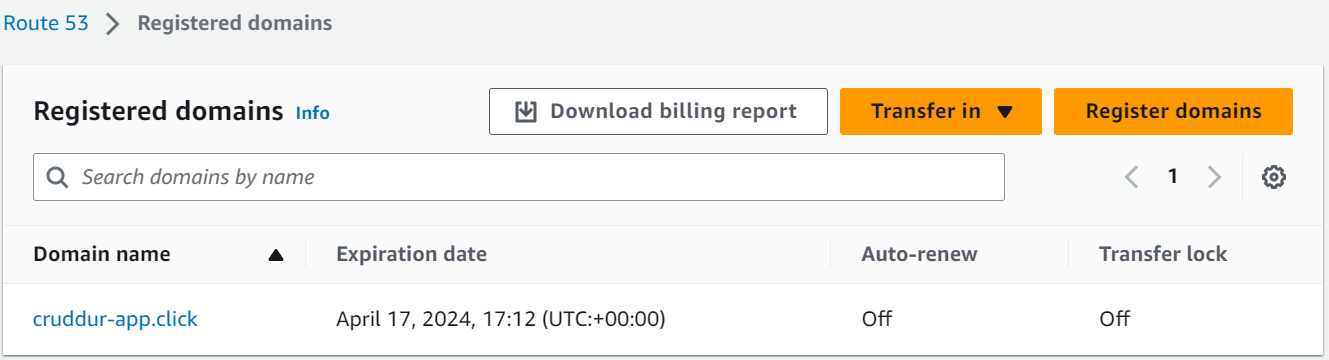 Route 53 Registered domains
Registered domains Info Download billing report Transfer in Register domains
Search domains by name 1
Domain name Expiration date Auto-renew Transfer lock
cruddur-app.click April 17, 2024, 17:12 (UTC:+00:00) Off Off